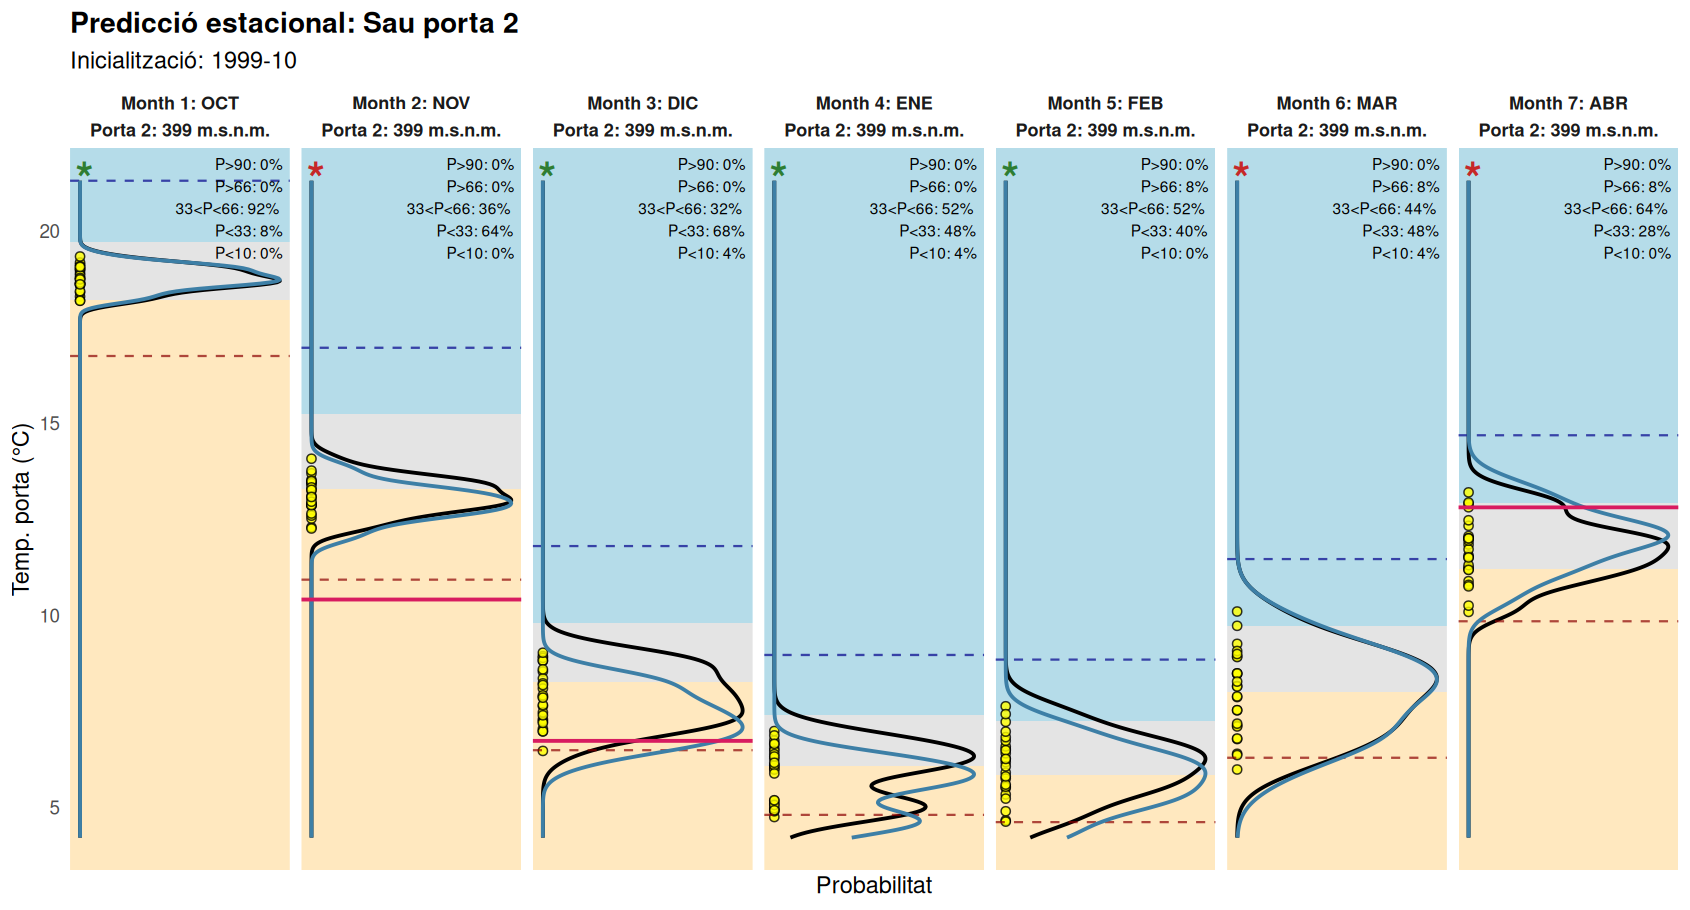 Predicció estacional: Sau porta 2
Inicialització: 1999-10
Month 1: OCT
Porta 2: 399 m.s.n.m.
Month 2: NOV
Porta 2: 399 m.s.n.m.
Month 3: DIC
Porta 2: 399 m.s.n.m.
Month 4: ENE
Porta 2: 399 m.s.n.m.
Month 5: FEB
Porta 2: 399 m.s.n.m.
Month 6: MAR
Porta 2: 399 m.s.n.m.
Month 7: ABR
Porta 2: 399 m.s.n.m.
*
P>90: 0%
P>66: 0%
33<P<66: 92%
P<33: 8%
P<10: 0%
*
P>90: 0%
P>66: 0%
33<P<66: 36%
P<33: 64%
P<10: 0%
*
P>90: 0%
P>66: 0%
33<P<66: 32%
P<33: 68%
P<10: 4%
*
P>90: 0%
P>66: 0%
33<P<66: 52%
P<33: 48%
P<10: 4%
*
P>90: 0%
P>66: 8%
33<P<66: 52%
P<33: 40%
P<10: 0%
*
P>90: 0%
P>66: 8%
33<P<66: 44%
P<33: 48%
P<10: 4%
*
P>90: 0%
P>66: 8%
33<P<66: 64%
P<33: 28%
P<10: 0%
Temp. porta (°C)
20
15
10
5
Probabilitat